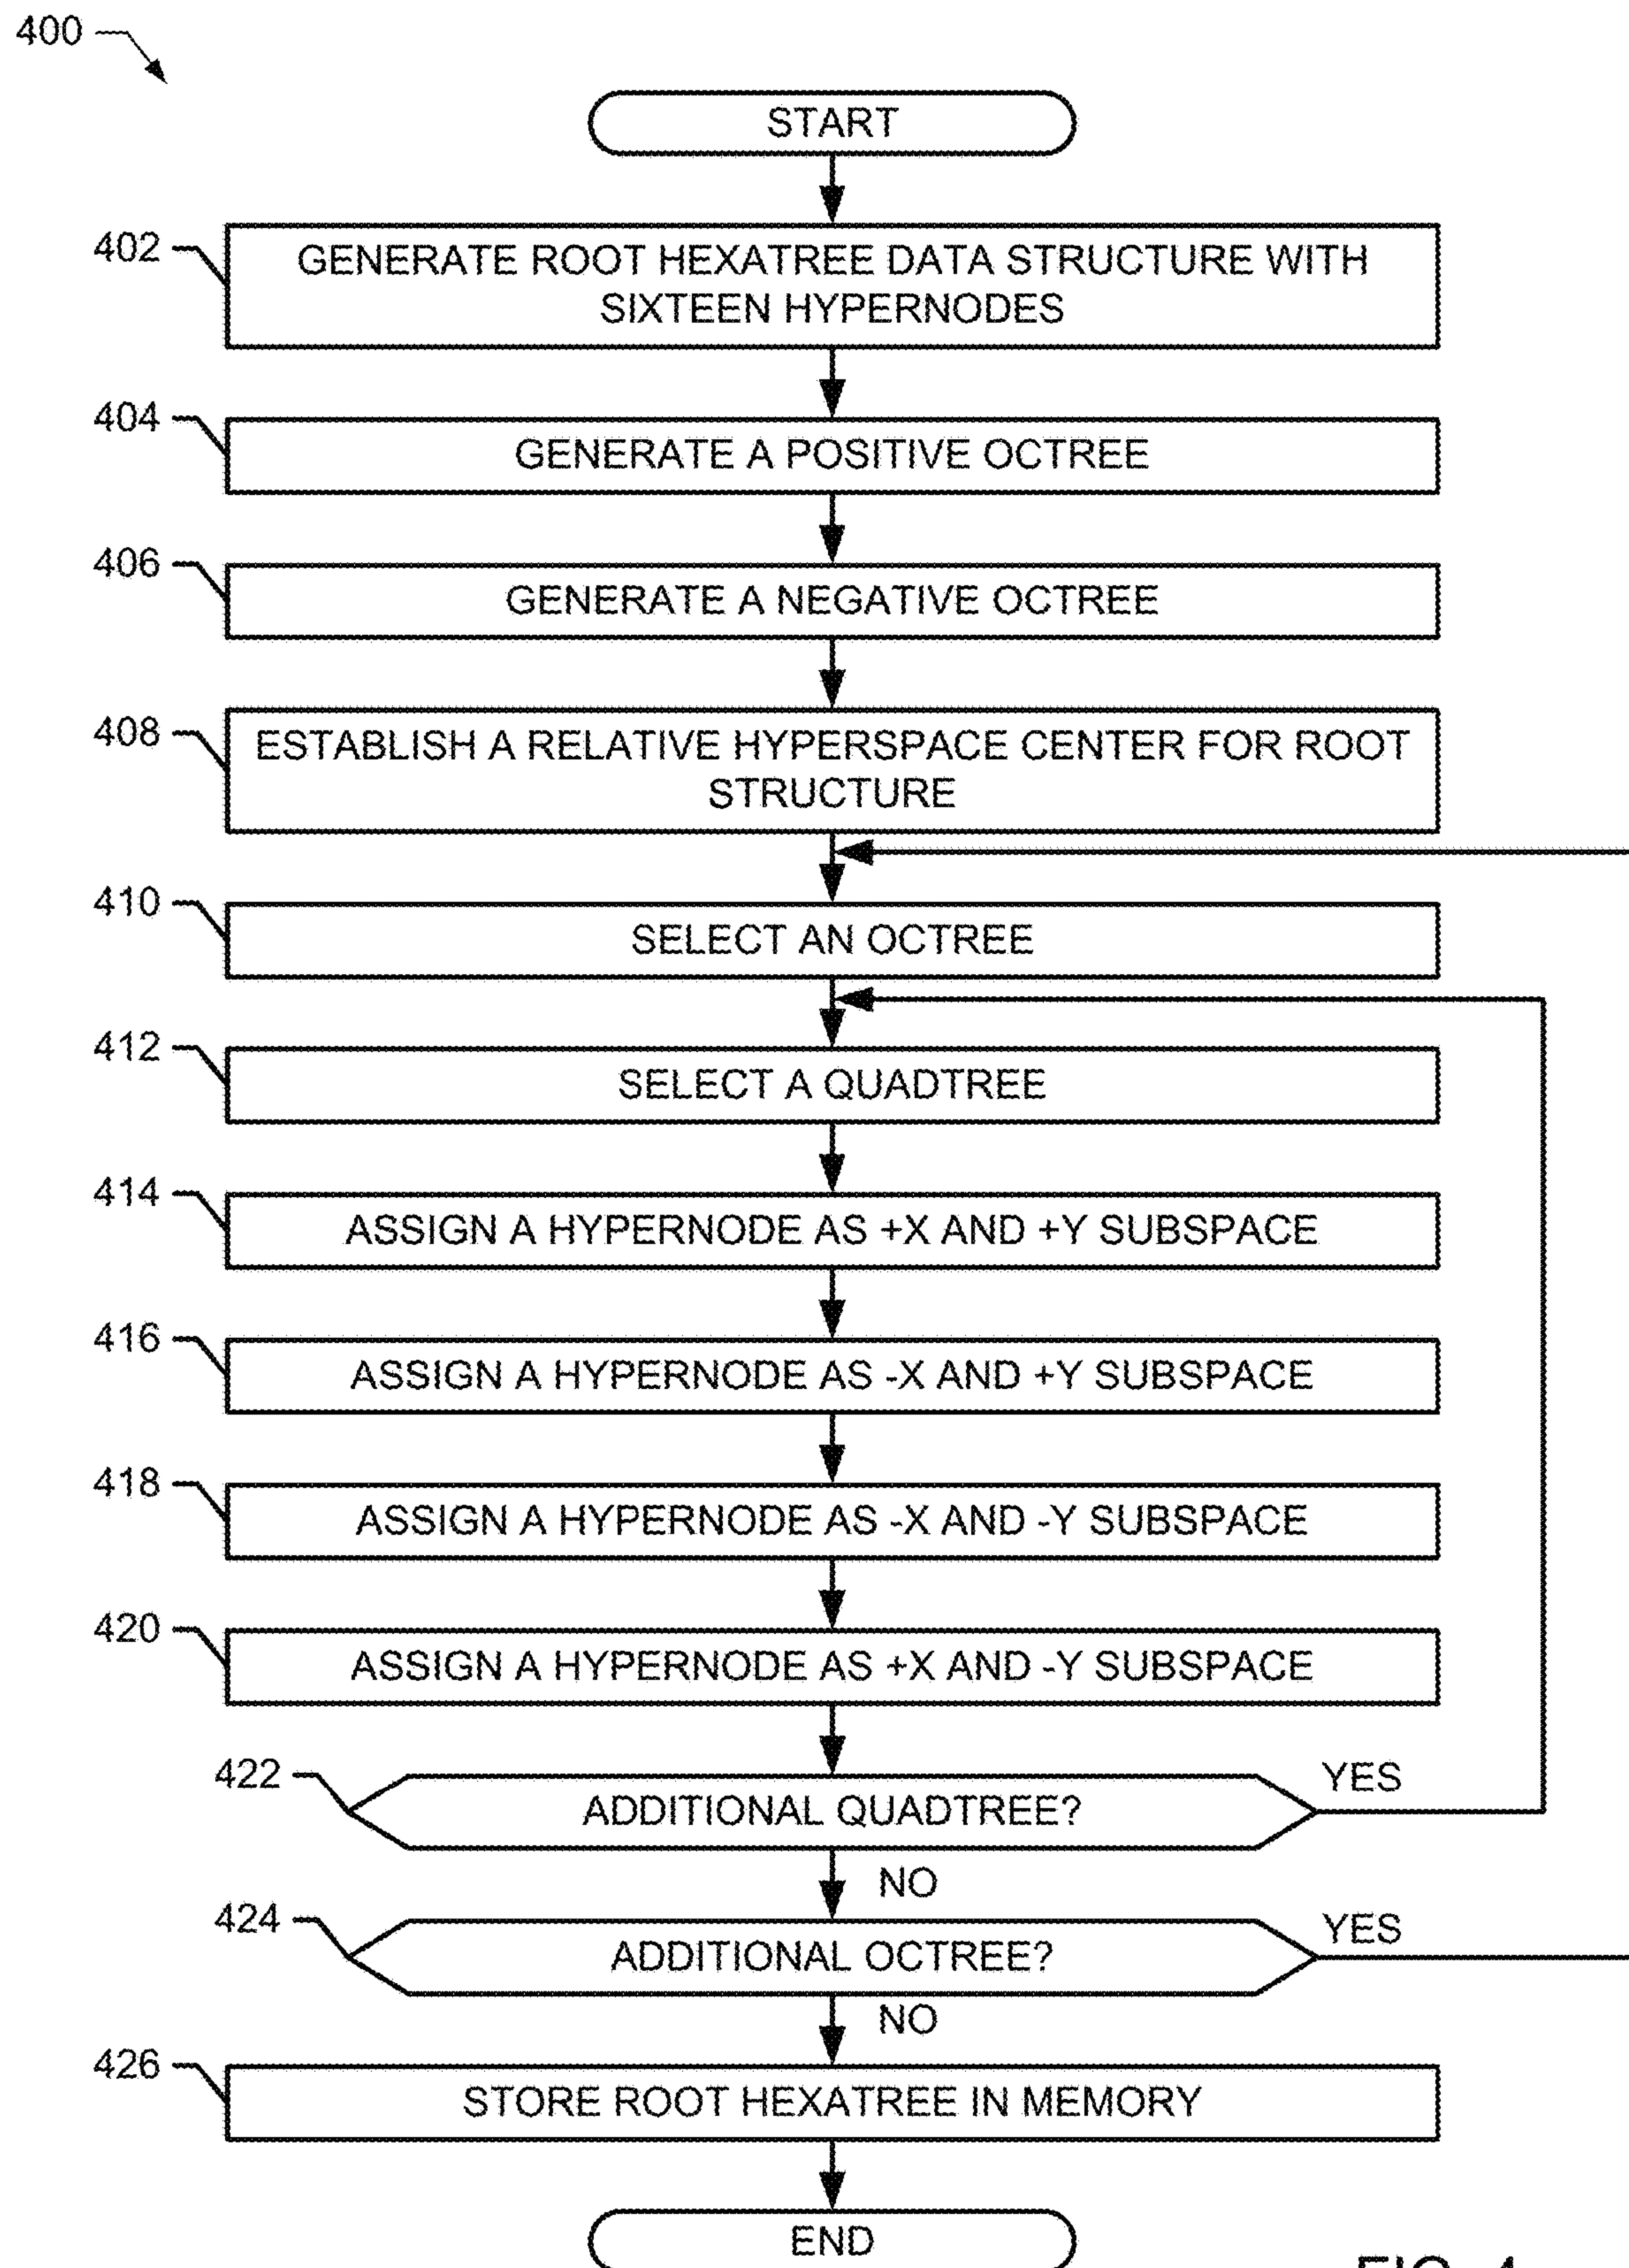 400
START
402
GENERATE ROOT HEXATREE DATA STRUCTURE WITH
SIXTEEN HYPERNODES
404
GENERATE A POSITIVE OCTREE
406
GENERATE A NEGATIVE OCTREE
408
ESTABLISH A RELATIVE HYPERSPACE CENTER FOR ROOT
STRUCTURE
410
SELECT AN OCTREE
412
SELECT A QUADTREE
414
ASSIGN A HYPERNODE AS +X AND +Y SUBSPACE
416
ASSIGN A HYPERNODE AS -X AND +Y SUBSPACE
418
ASSIGN A HYPERNODE AS -X AND -Y SUBSPACE
420
ASSIGN A HYPERNODE AS +X AND -Y SUBSPACE
422
ADDITIONAL QUADTREE?
YES
NO
424
ADDITIONAL OCTREE?
YES
NO
426
STORE ROOT HEXATREE IN MEMORY
END
FIG. 4